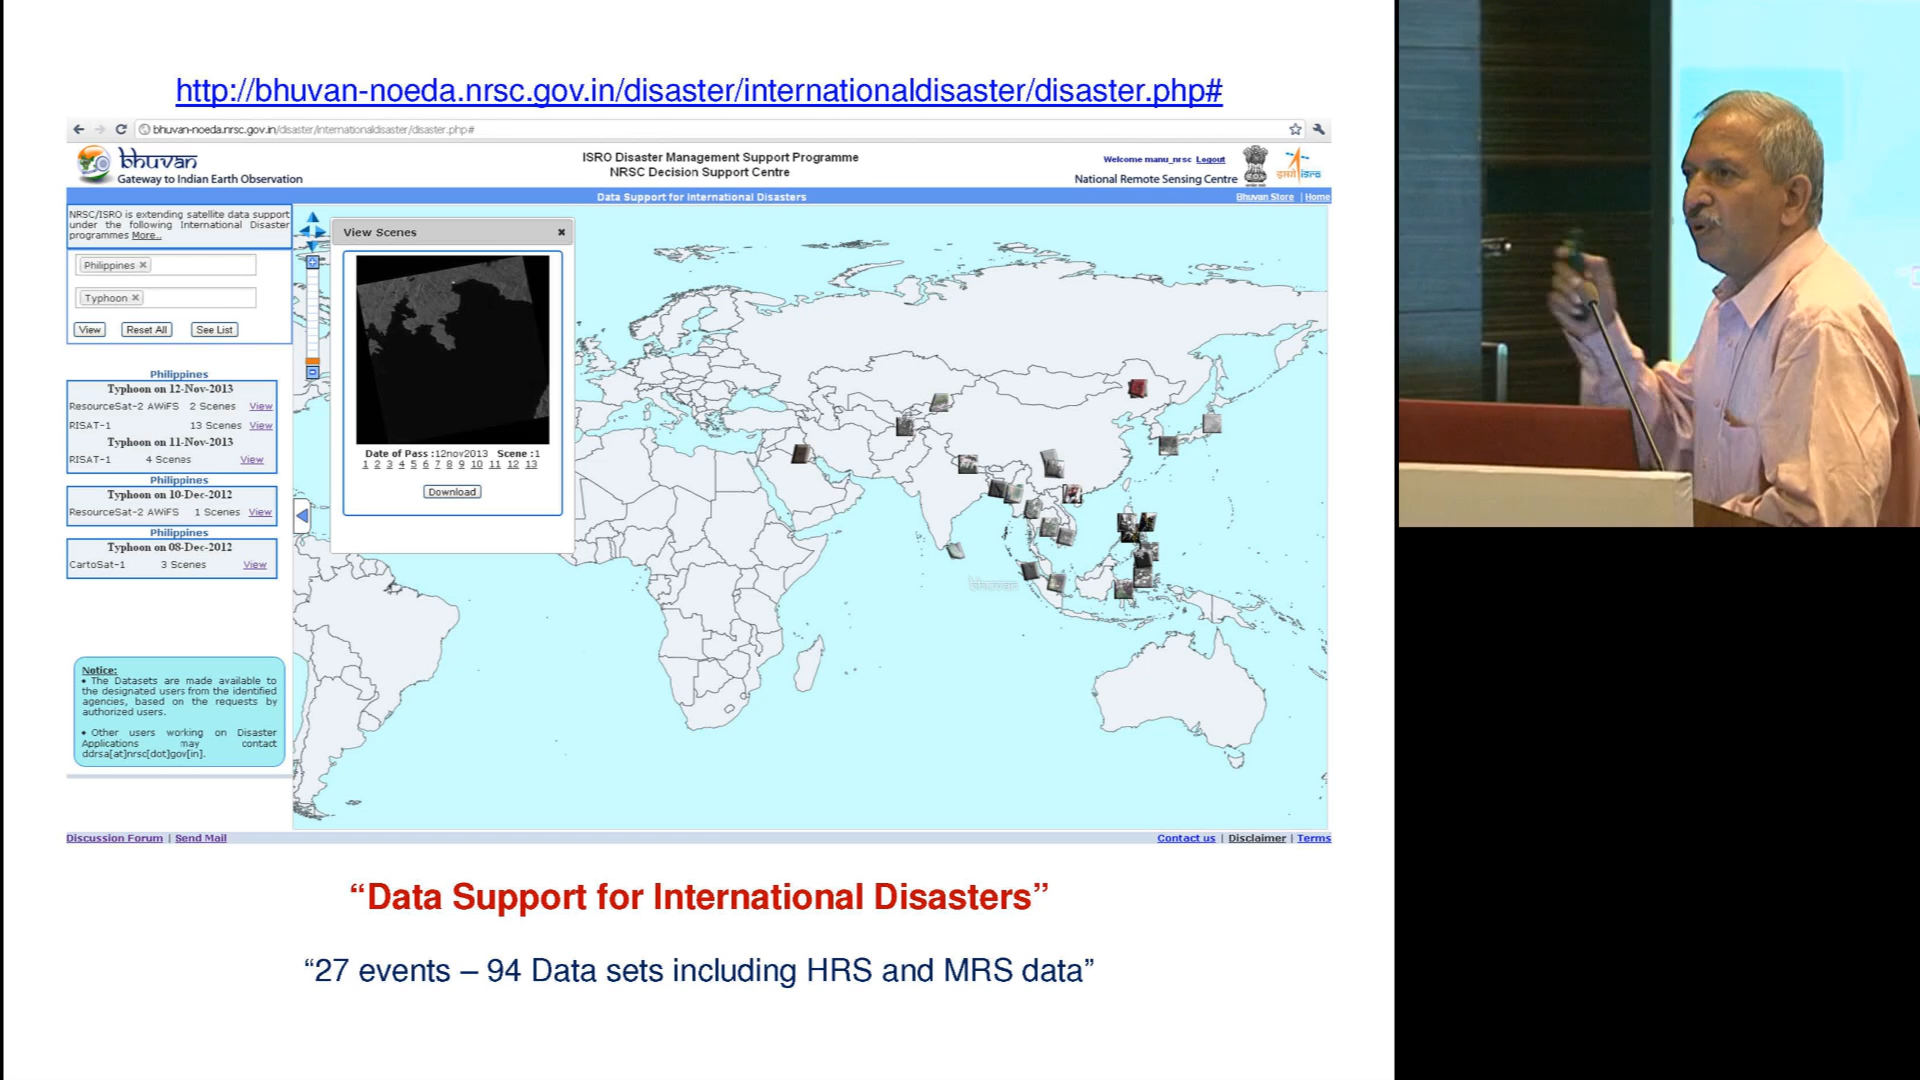 http://bhuvan-noeda.nrsc.gov.in/disaster/internationaldisaster/disaster.php#
bhuvan-noeda.nrsc.gov.in/disaster/internationaldisaster/disaster.php#
bhuvan
Gateway to Indian Earth Observation
ISRO Disaster Management Support Programme
NRSC Decision Support Centre
Welcome manu_nrsc Logout
National Remote Sensing Centre
इसरो isro
Data Support for International Disasters
Bhuvan Store | Home
NRSC/ISRO is extending satellite data support
under the following International Disaster
programmes More..
Philippines
Typhoon
View Reset All See List
Philippines
Typhoon on 12-Nov-2013
ResourceSat-2 AWiFS 2 Scenes View
RISAT-1 13 Scenes View
Typhoon on 11-Nov-2013
RISAT-1 4 Scenes View
Philippines
Typhoon on 10-Dec-2012
ResourceSat-2 AWiFS 1 Scenes View
Philippines
Typhoon on 08-Dec-2012
CartoSat-1 3 Scenes View
Notice:
• The Datasets are made available to
the designated users from the identified
agencies, based on the requests by
authorized users.
• Other users working on Disaster
Applications may contact
ddrsa[at]nrsc[dot]gov[in].
View Scenes
Date of Pass :12nov2013 Scene :1
1 2 3 4 5 6 7 8 9 10 11 12 13
Download
bhuvan
Discussion Forum | Send Mail
Contact us | Disclaimer | Terms
“Data Support for International Disasters”
“27 events – 94 Data sets including HRS and MRS data”